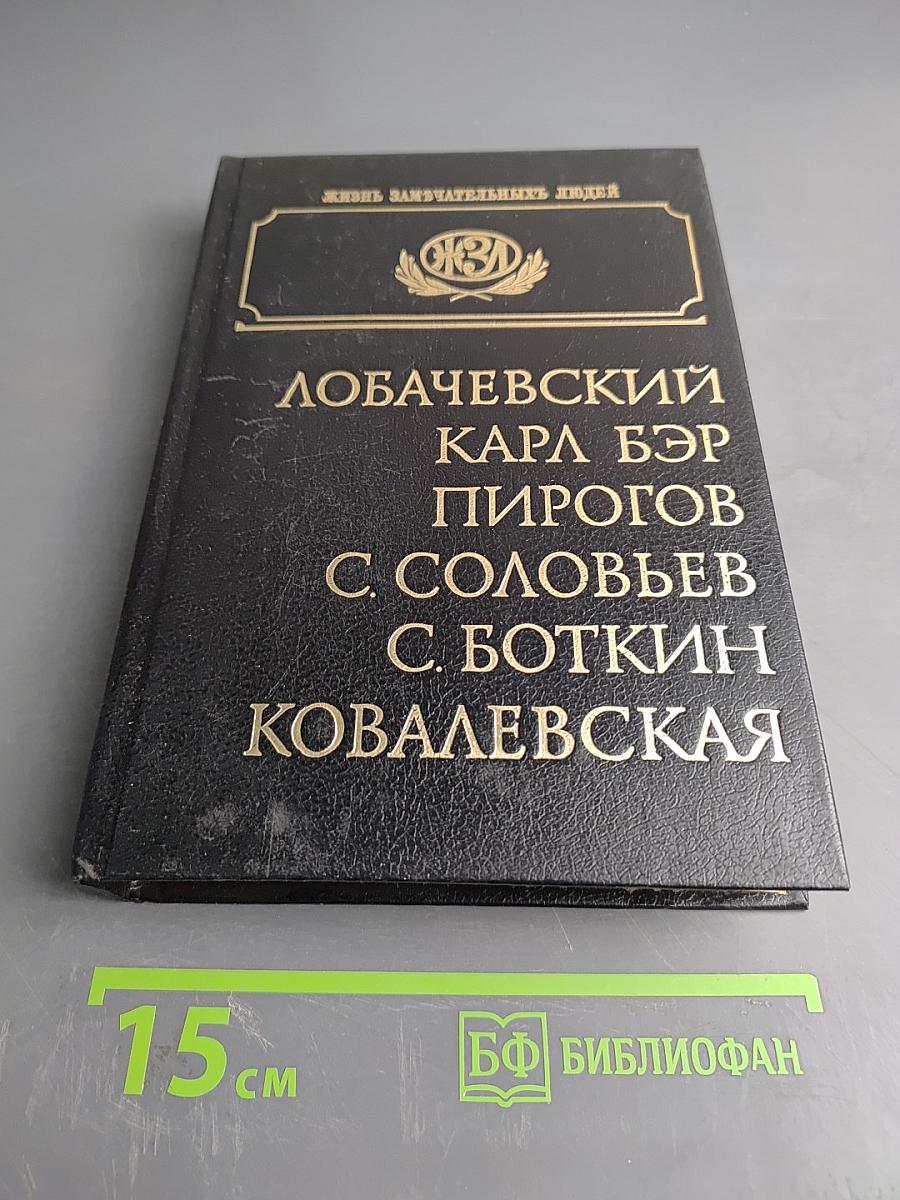 ЖИЗНЬ ЗАМѢЧАТЕЛЬНЫХЪ ЛЮДЕЙ
ЖЗЛ
ЛОБАЧЕВСКИЙ
КАРЛ БЭР
ПИРОГОВ
С. СОЛОВЬЕВ
С. БОТКИН
КОВАЛЕВСКАЯ
15 см
БФ БИБЛИОФАН